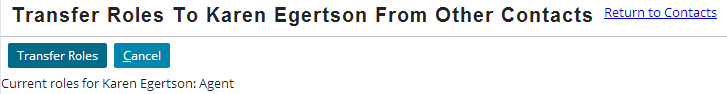 Transfer Roles To Karen Egertson From Other Contacts Return to Contacts
Transfer Roles Cancel
Current roles for Karen Egertson: Agent